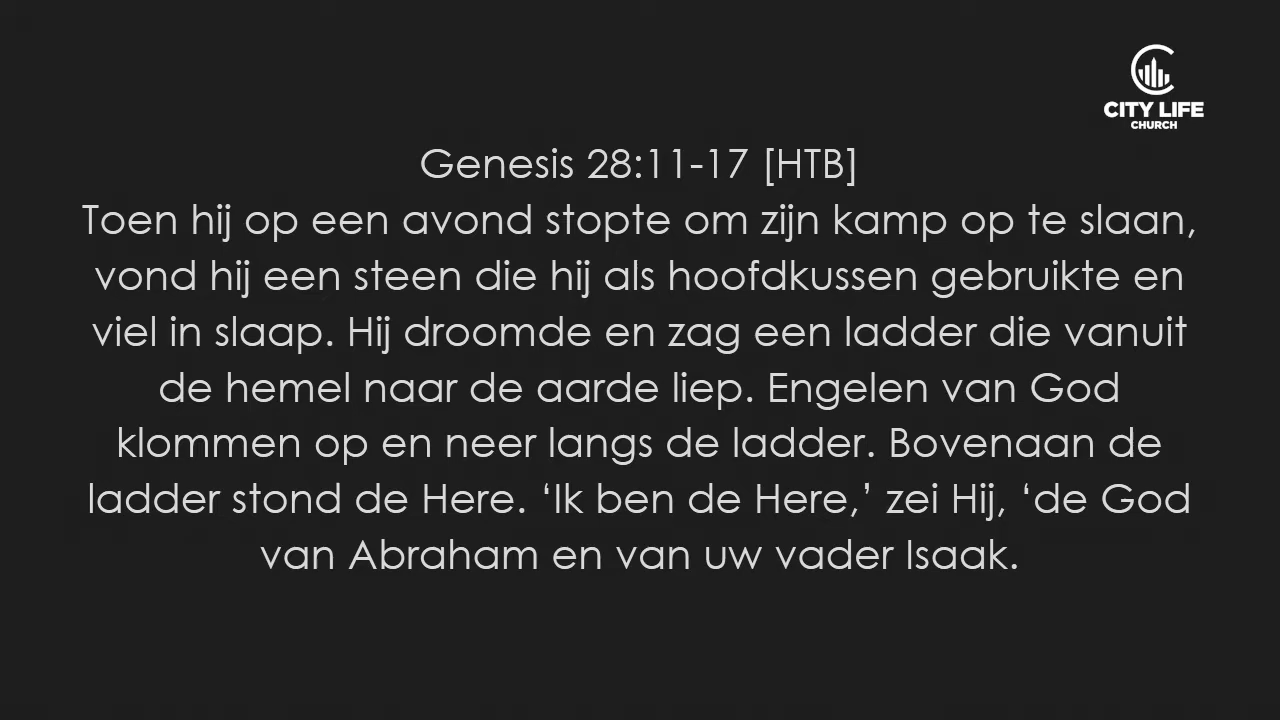 CITY LIFE
CHURCH
Genesis 28:11-17 [HTB]
Toen hij op een avond stopte om zijn kamp op te slaan,
vond hij een steen die hij als hoofdkussen gebruikte en
viel in slaap. Hij droomde en zag een ladder die vanuit
de hemel naar de aarde liep. Engelen van God
klommen op en neer langs de ladder. Bovenaan de
ladder stond de Here. ‘Ik ben de Here,’ zei Hij, ‘de God
van Abraham en van uw vader Isaak.